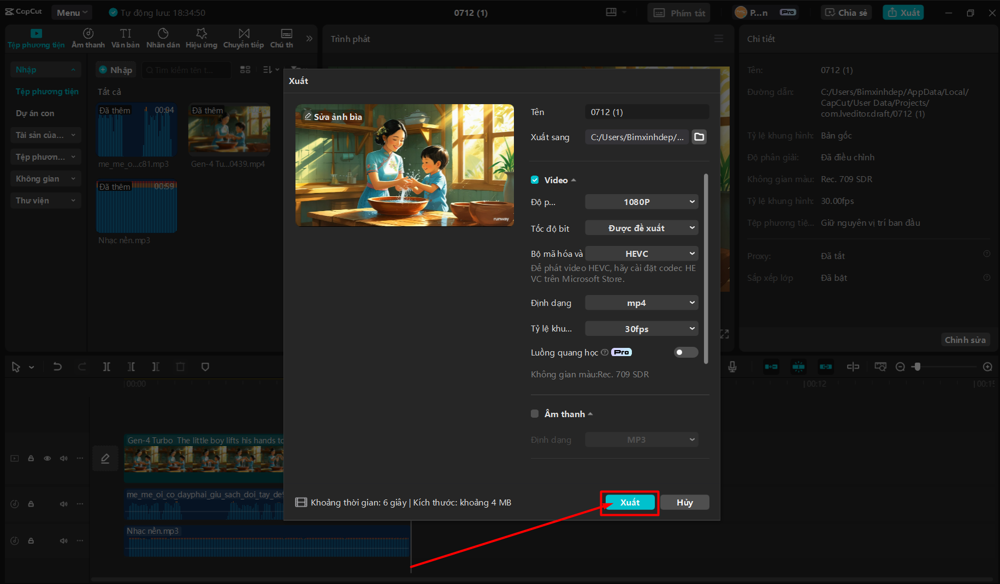 CapCut
Menu
Tự động lưu: 18:34:50
0712 (1)
Phím tắt
P...n
Pro
Chia sẻ
Xuất
Tệp phương tiện
Âm thanh
TI
Văn bản
Nhãn dán
Hiệu ứng
Chuyển tiếp
Chú th
Trình phát
Chi tiết
Nhập
Tệp phương tiện
Dự án con
Tài sản của...
Tệp phươn...
Không gian
Thư viện
Nhập
Tìm kiếm tên t...
Tất cả
Đã thêm
00:04
me_me_o...c81.mp3
Đã thêm
Gen-4 Tu...0439.mp4
Đã thêm
00:59
Nhạc nền.mp3
Xuất
Sửa ảnh bìa
runway
Tên
0712 (1)
Xuất sang
C:/Users/Bimxinhdep/...
Video
Độ p...
1080P
Tốc độ bit
Được đề xuất
Bộ mã hóa và
HEVC
Để phát video HEVC, hãy cài đặt codec HE
VC trên Microsoft Store.
Định dạng
mp4
Tỷ lệ khu...
30fps
Luồng quang học
Pro
Không gian màu:Rec. 709 SDR
Âm thanh
Định dạng
MP3
Khoảng thời gian: 6 giây | Kích thước: khoảng 4 MB
Xuất
Hủy
Tên:
0712 (1)
Đường dẫn:
C:/Users/Bimxinhdep/AppData/Local/
CapCut/User Data/Projects/
com.lveditor.draft/0712 (1)
Tỷ lệ khung hình:
Bản gốc
Độ phân giải:
Đã điều chỉnh
Không gian màu:
Rec. 709 SDR
Tỷ lệ khung hình:
30.00fps
Tệp phương tiệ...
Giữ nguyên vị trí ban đầu
Proxy:
Đã tắt
Sắp xếp lớp
Đã bật
Chỉnh sửa
00:00
00:12
00:15
Gen-4 Turbo The little boy lifts his hands to
me_me_oi_co_dayphai_giu_sach_doi_tay_de
Nhạc nền.mp3